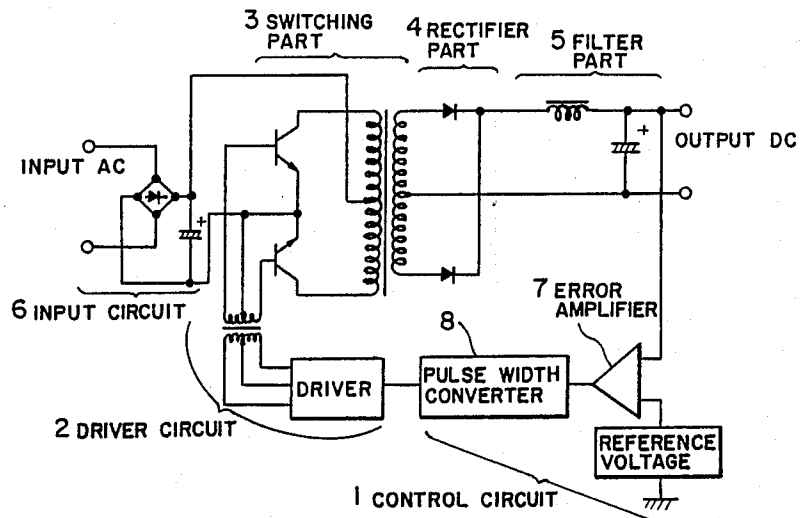 3 SWITCHING
PART
4 RECTIFIER
PART
5 FILTER
PART
INPUT AC
+
+
OUTPUT DC
6 INPUT CIRCUIT
7 ERROR
AMPLIFIER
8
DRIVER
PULSE WIDTH
CONVERTER
2 DRIVER CIRCUIT
REFERENCE
VOLTAGE
1 CONTROL CIRCUIT